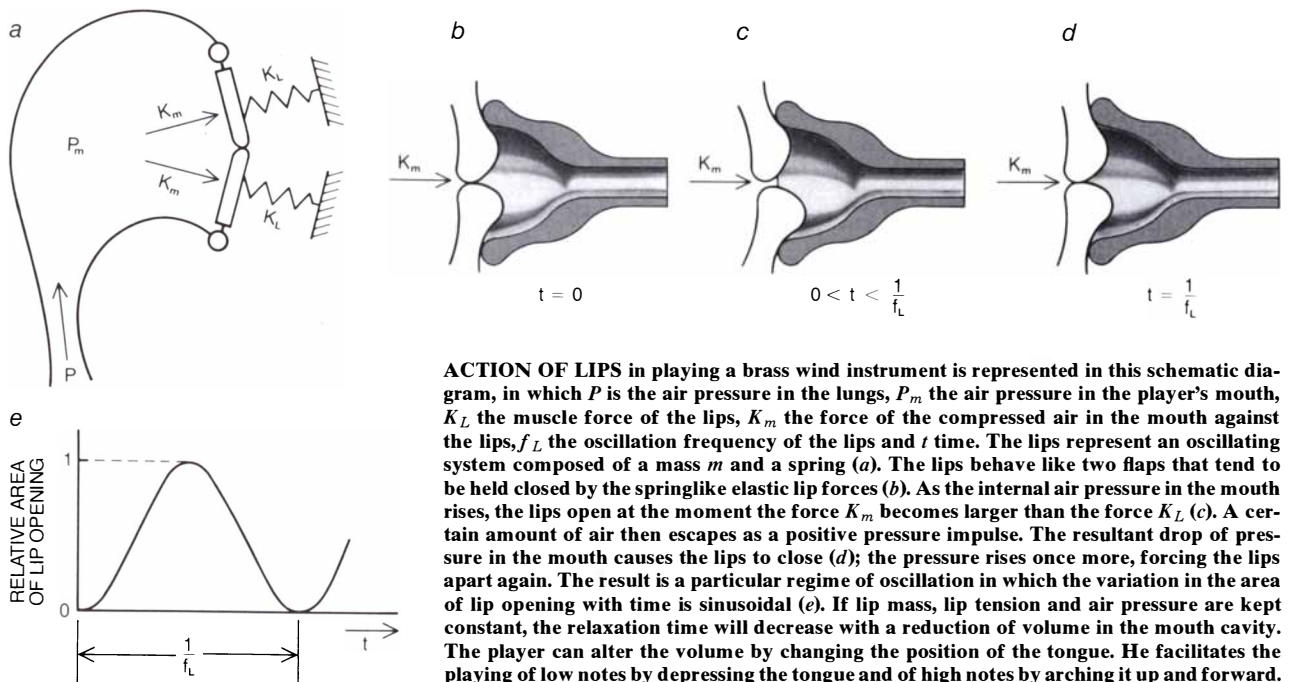 a
K_L
K_m
P_m
K_m
K_L
P
b
K_m
t = 0
c
K_m
0 < t < 1/f_L
d
K_m
t = 1/f_L
ACTION OF LIPS in playing a brass wind instrument is represented in this schematic dia-
gram, in which P is the air pressure in the lungs, P_m the air pressure in the player's mouth,
K_L the muscle force of the lips, K_m the force of the compressed air in the mouth against
the lips, f_L the oscillation frequency of the lips and t time. The lips represent an oscillating
system composed of a mass m and a spring (a). The lips behave like two flaps that tend to
be held closed by the springlike elastic lip forces (b). As the internal air pressure in the mouth
rises, the lips open at the moment the force K_m becomes larger than the force K_L (c). A cer-
tain amount of air then escapes as a positive pressure impulse. The resultant drop of pres-
sure in the mouth causes the lips to close (d); the pressure rises once more, forcing the lips
apart again. The result is a particular regime of oscillation in which the variation in the area
of lip opening with time is sinusoidal (e). If lip mass, lip tension and air pressure are kept
constant, the relaxation time will decrease with a reduction of volume in the mouth cavity.
The player can alter the volume by changing the position of the tongue. He facilitates the
playing of low notes by depressing the tongue and of high notes by arching it up and forward.
e
RELATIVE AREA
OF LIP OPENING
1
0
t
1/f_L